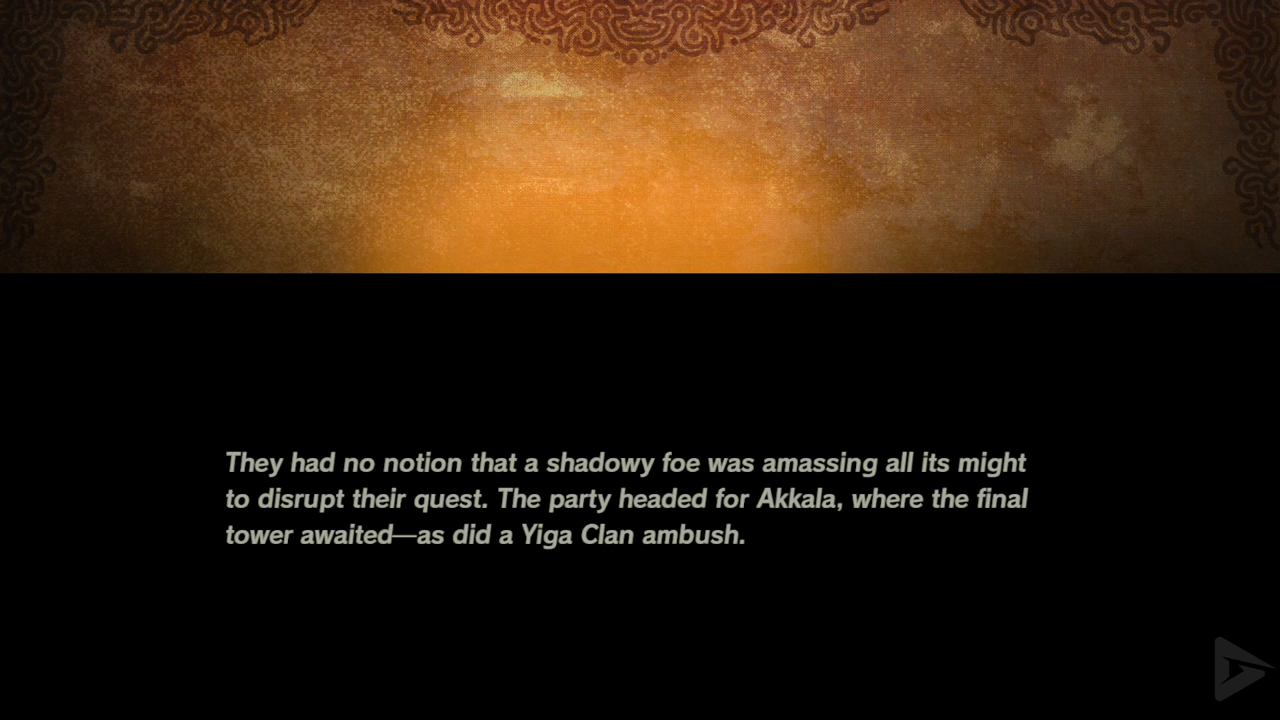 They had no notion that a shadowy foe was amassing all its might
to disrupt their quest. The party headed for Akkala, where the final
tower awaited—as did a Yiga Clan ambush.